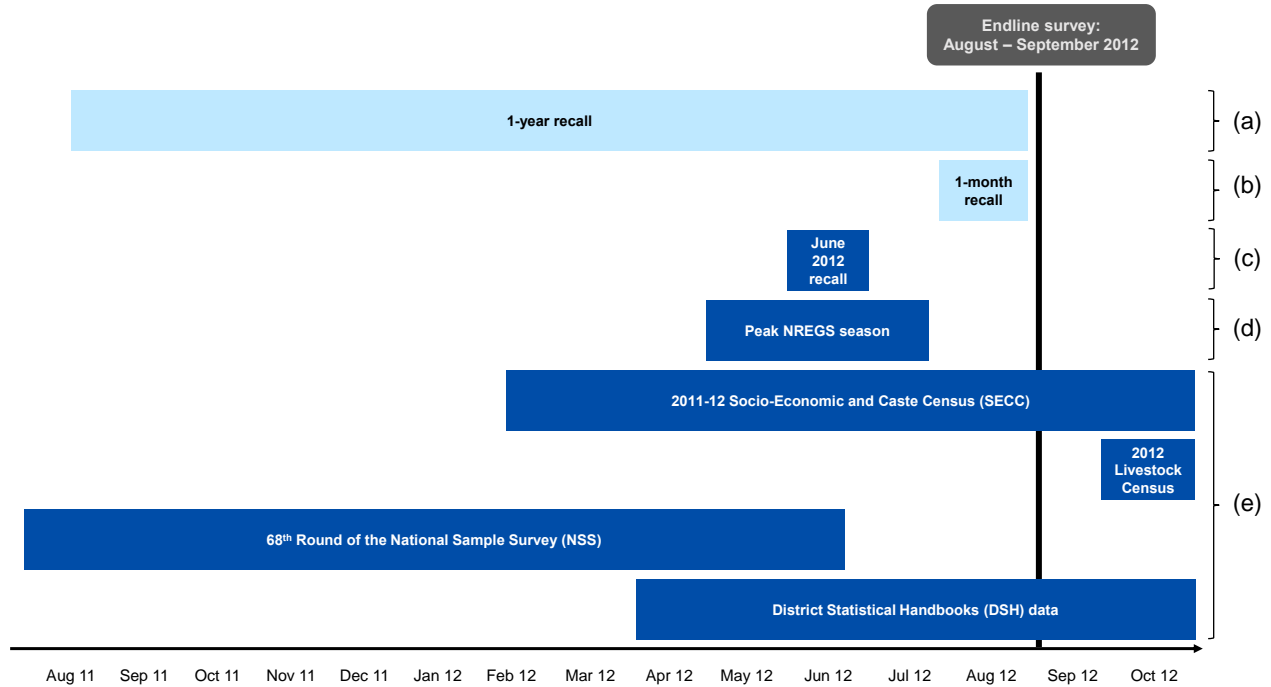 Endline survey:
August – September 2012
1-year recall
(a)
1-month
recall
(b)
June
2012
recall
(c)
Peak NREGS season
(d)
2011-12 Socio-Economic and Caste Census (SECC)
2012
Livestock
Census
(e)
68th Round of the National Sample Survey (NSS)
District Statistical Handbooks (DSH) data
Aug 11 Sep 11 Oct 11 Nov 11 Dec 11 Jan 12 Feb 12 Mar 12 Apr 12 May 12 Jun 12 Jul 12 Aug 12 Sep 12 Oct 12